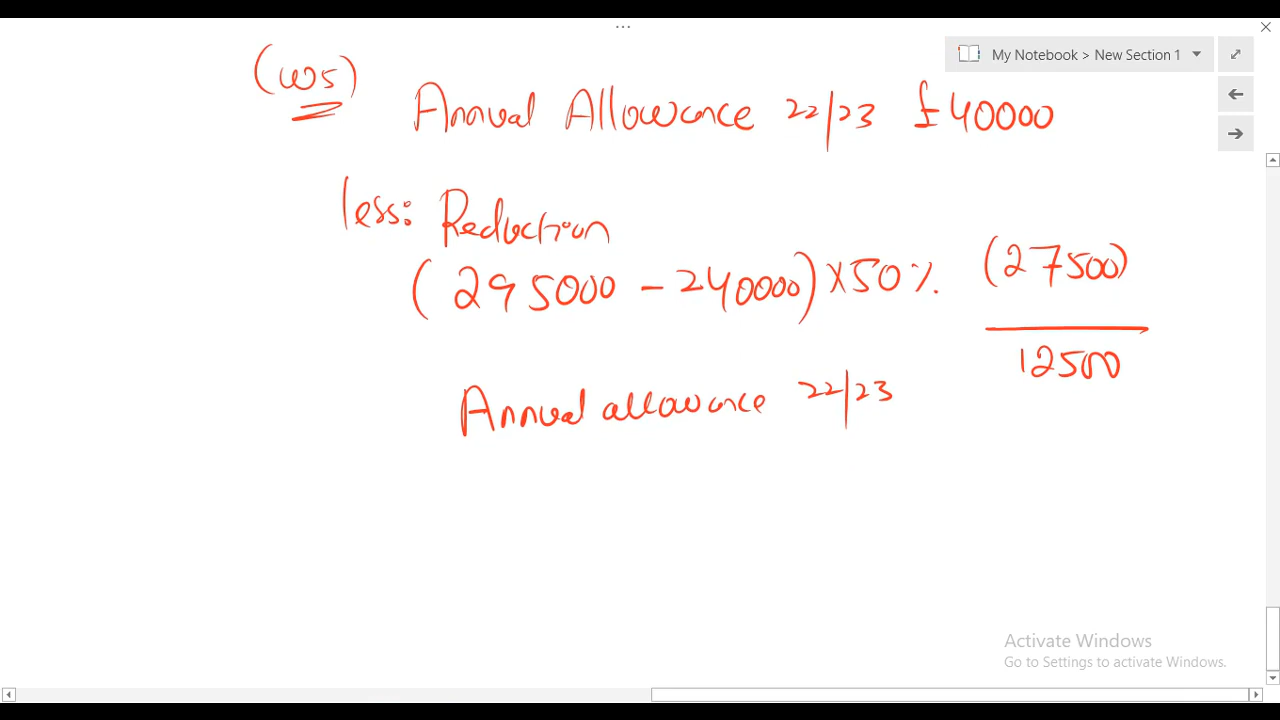 My Notebook > New Section 1
(W5)
Annual Allowance 22/23 £40000
less: Reduction
(295000 - 240000) X 50% (27500)
12500
Annual allowance 22/23
Activate Windows
Go to Settings to activate Windows.